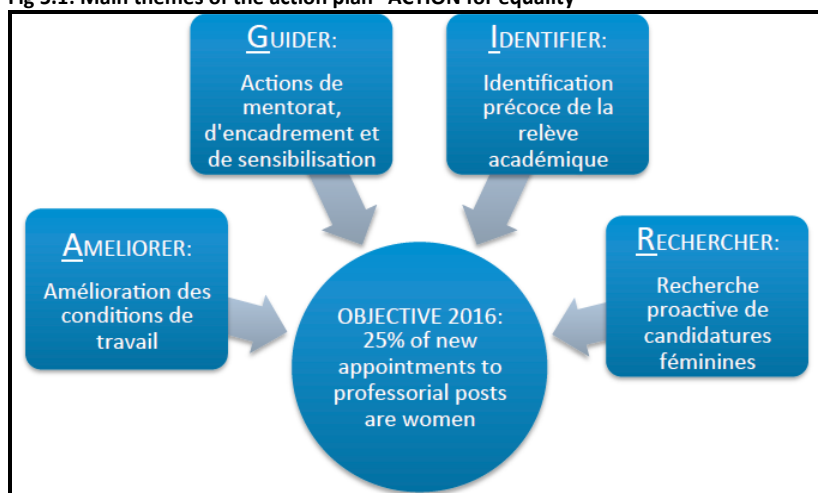 Fig 3.1: Main themes of the action plan "ACTION for equality"
GUIDER:
Actions de
mentorat,
d'encadrement et
de sensibilisation
IDENTIFIER:
Identification
précoce de la
relève
académique
AMELIORER:
Amélioration des
conditions de
travail
RECHERCHER:
Recherche
proactive de
candidatures
féminines
OBJECTIVE 2016:
25% of new
appointments to
professorial posts
are women